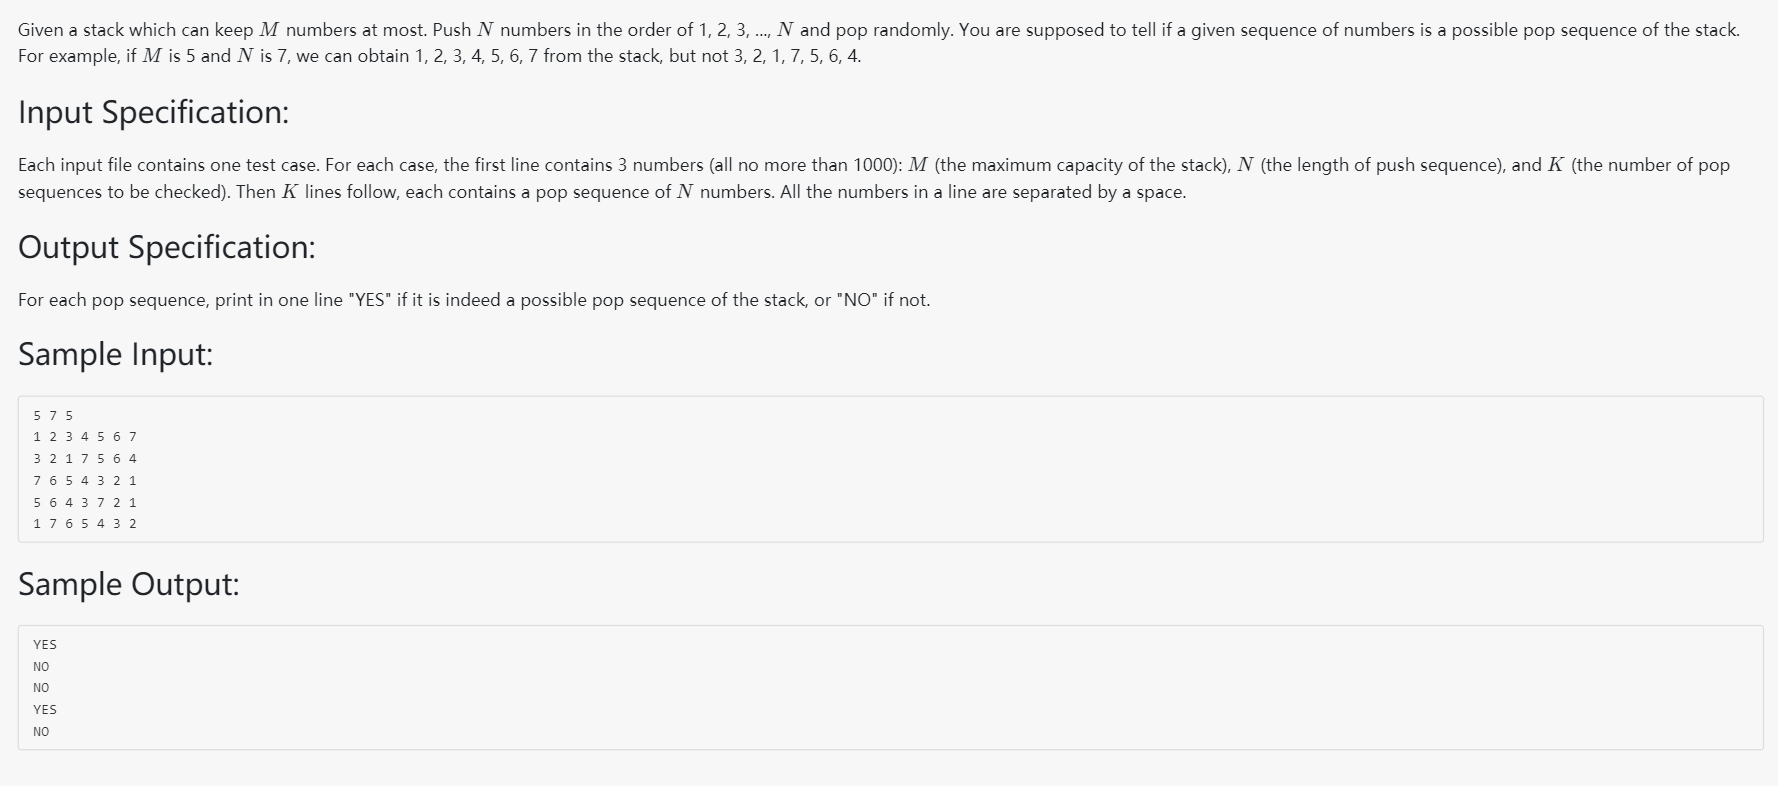 Given a stack which can keep M numbers at most. Push N numbers in the order of 1, 2, 3, ..., N and pop randomly. You are supposed to tell if a given sequence of numbers is a possible pop sequence of the stack.
For example, if M is 5 and N is 7, we can obtain 1, 2, 3, 4, 5, 6, 7 from the stack, but not 3, 2, 1, 7, 5, 6, 4.
Input Specification:
Each input file contains one test case. For each case, the first line contains 3 numbers (all no more than 1000): M (the maximum capacity of the stack), N (the length of push sequence), and K (the number of pop
sequences to be checked). Then K lines follow, each contains a pop sequence of N numbers. All the numbers in a line are separated by a space.
Output Specification:
For each pop sequence, print in one line "YES" if it is indeed a possible pop sequence of the stack, or "NO" if not.
Sample Input:
5 7 5
1 2 3 4 5 6 7
3 2 1 7 5 6 4
7 6 5 4 3 2 1
5 6 4 3 7 2 1
1 7 6 5 4 3 2
Sample Output:
YES
NO
NO
YES
NO